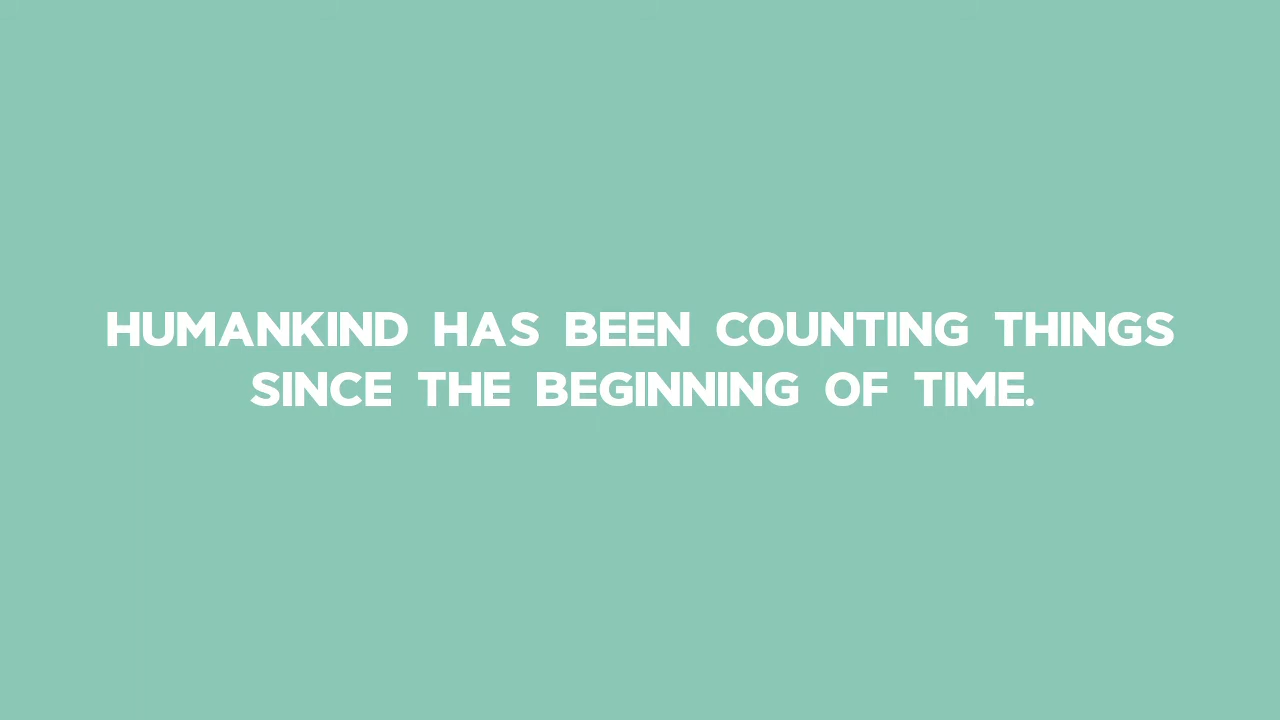 HUMANKIND HAS BEEN COUNTING THINGS
SINCE THE BEGINNING OF TIME.